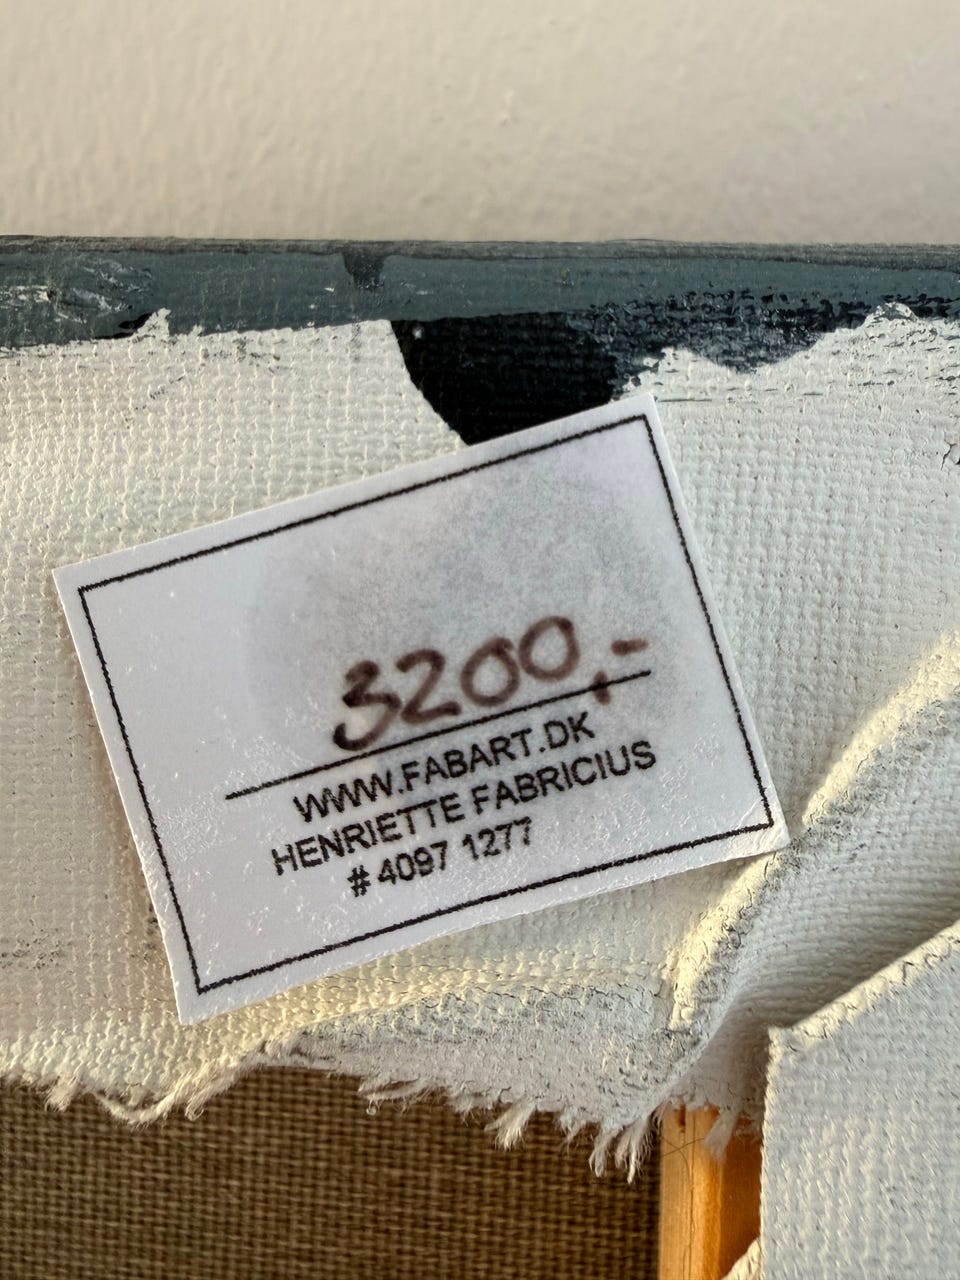 3200,-
WWW.FABART.DK
HENRIETTE FABRICIUS
# 4097 1277